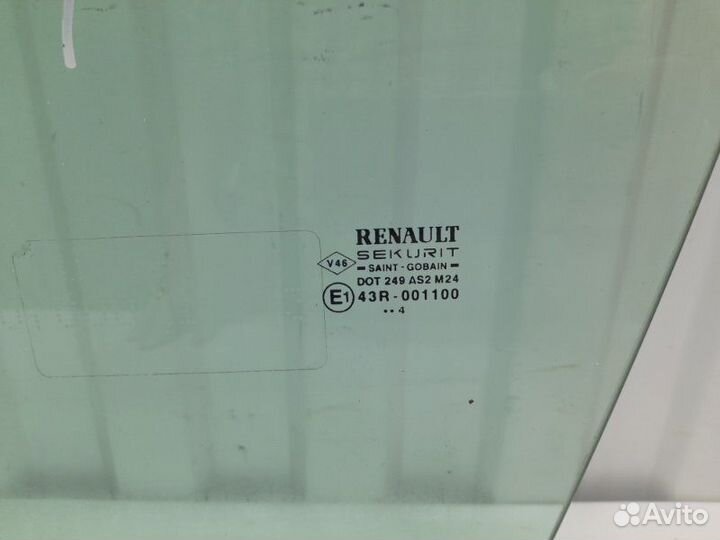 RENAULT
SEKURIT
V46
SAINT-GOBAIN
DOT 249 AS2 M24
E1 43R-001100
•• 4
Avito